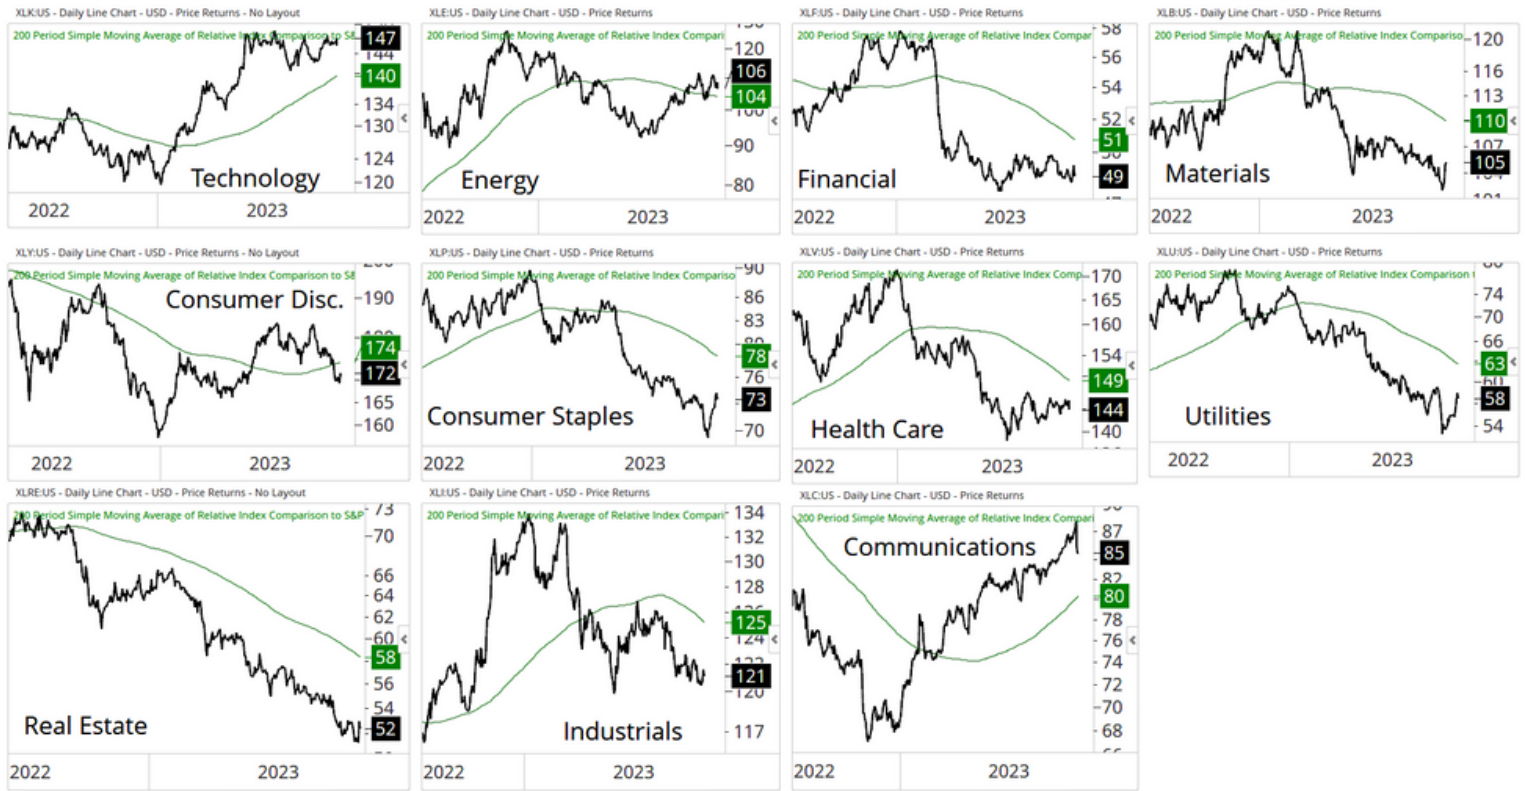 XLK:US - Daily Line Chart - USD - Price Returns - No Layout
200 Period Simple Moving Average of Relative Index Comparison to S&
147
144
140
134
130
124
120
Technology
2022 2023
XLE:US - Daily Line Chart - USD - Price Returns
200 Period Simple Moving Average of Relative Index Compari
130
120
106
104
100
90
80
Energy
2022 2023
XLF:US - Daily Line Chart - USD - Price Returns
200 Period Simple Moving Average of Relative Index Compari
58
56
54
52
51
50
49
Financial
2022 2023
XLB:US - Daily Line Chart - USD - Price Returns
200 Period Simple Moving Average of Relative Index Compariso
120
116
113
110
107
105
101
Materials
2022 2023
XLY:US - Daily Line Chart - USD - Price Returns - No Layout
200 Period Simple Moving Average of Relative Index Comparison to S&
200
Consumer Disc.
190
180
174
172
165
160
2022 2023
XLP:US - Daily Line Chart - USD - Price Returns
200 Period Simple Moving Average of Relative Index Compariso
90
86
83
78
76
73
70
Consumer Staples
2022 2023
XLV:US - Daily Line Chart - USD - Price Returns
200 Period Simple Moving Average of Relative Index Comp
170
165
160
154
149
144
140
Health Care
2022 2023
XLU:US - Daily Line Chart - USD - Price Returns
200 Period Simple Moving Average of Relative Index Comparison t
74
70
66
63
60
58
54
Utilities
2022 2023
XLRE:US - Daily Line Chart - USD - Price Returns - No Layout
200 Period Simple Moving Average of Relative Index Comparison to S&P
73
70
66
64
62
60
58
56
54
52
Real Estate
2022 2023
XLI:US - Daily Line Chart - USD - Price Returns
200 Period Simple Moving Average of Relative Index Compari
134
132
130
128
126
125
124
122
121
120
117
Industrials
2022 2023
XLC:US - Daily Line Chart - USD - Price Returns
200 Period Simple Moving Average of Relative Index Compari
Communications
87
85
82
80
78
76
74
72
70
68
2022 2023